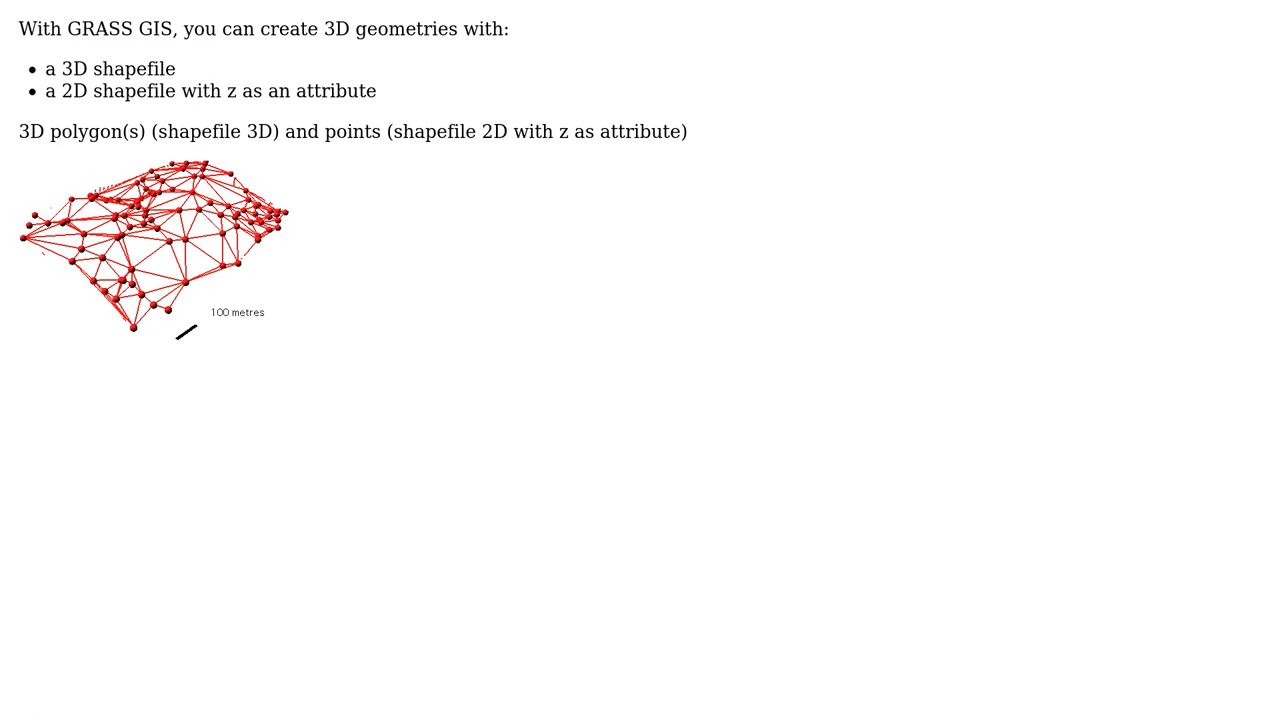 With GRASS GIS, you can create 3D geometries with:
• a 3D shapefile
• a 2D shapefile with z as an attribute
3D polygon(s) (shapefile 3D) and points (shapefile 2D with z as attribute)
100 metres